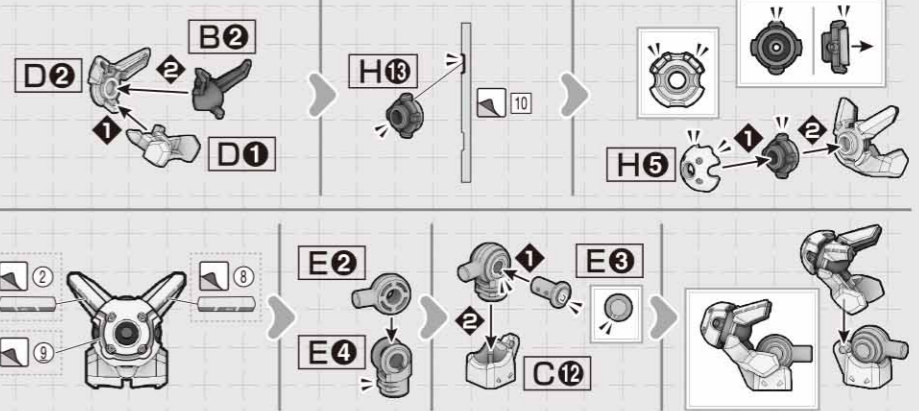 B❷
D❷
❷
❶
D❶
H⓭
10
❶
❷
H❺
②
⑧
⑨
E❷
E❹
❶
E❸
❷
C⓬